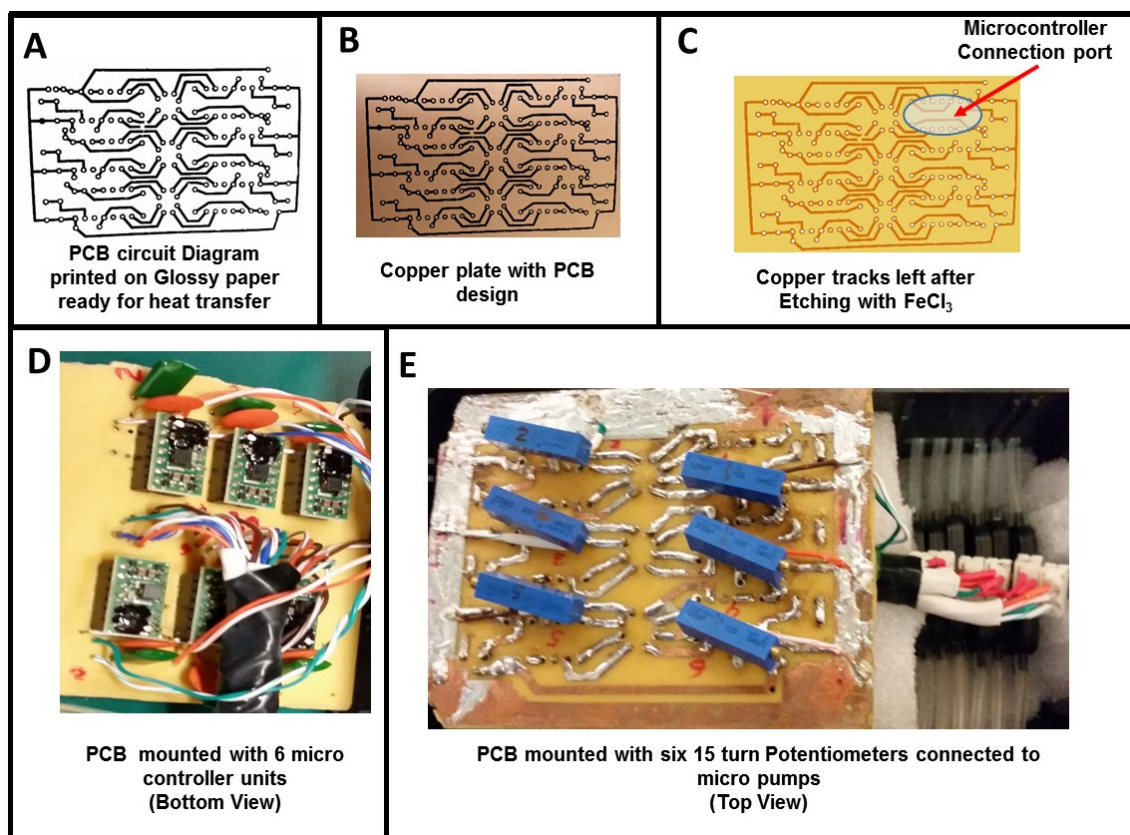 A
PCB circuit Diagram
printed on Glossy paper
ready for heat transfer
B
Copper plate with PCB
design
C
Microcontroller
Connection port
Copper tracks left after
Etching with FeCl₃
D
PCB mounted with 6 micro
controller units
(Bottom View)
E
2
5
PCB mounted with six 15 turn Potentiometers connected to
micro pumps
(Top View)